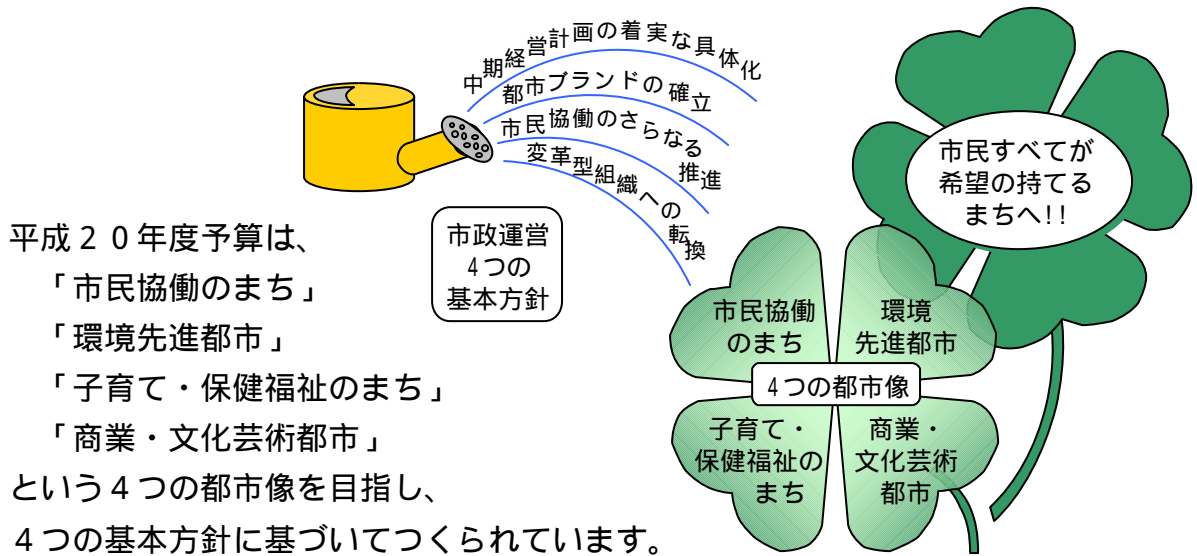 中期経営計画の着実な具体化
都市ブランドの確立
市民協働のさらなる推進
変革型組織への転換
市政運営
4つの
基本方針
市民すべてが
希望の持てる
まちへ!!
平成２０年度予算は、
「市民協働のまち」
「環境先進都市」
「子育て・保健福祉のまち」
「商業・文化芸術都市」
という４つの都市像を目指し、
４つの基本方針に基づいてつくられています。
市民協働
のまち
環境
先進都市
4つの都市像
子育て・
保健福祉の
まち
商業・
文化芸術
都市